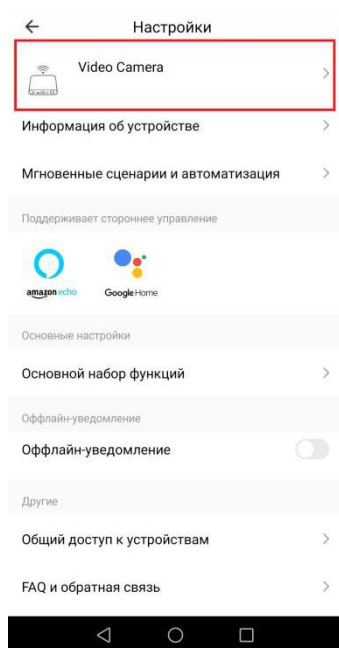 Настройки
Video Camera
Информация об устройстве
Мгновенные сценарии и автоматизация
Поддерживает стороннее управление
amazon echo
Google Home
Основные настройки
Основной набор функций
Оффлайн-уведомление
Оффлайн-уведомление
Другие
Общий доступ к устройствам
FAQ и обратная связь